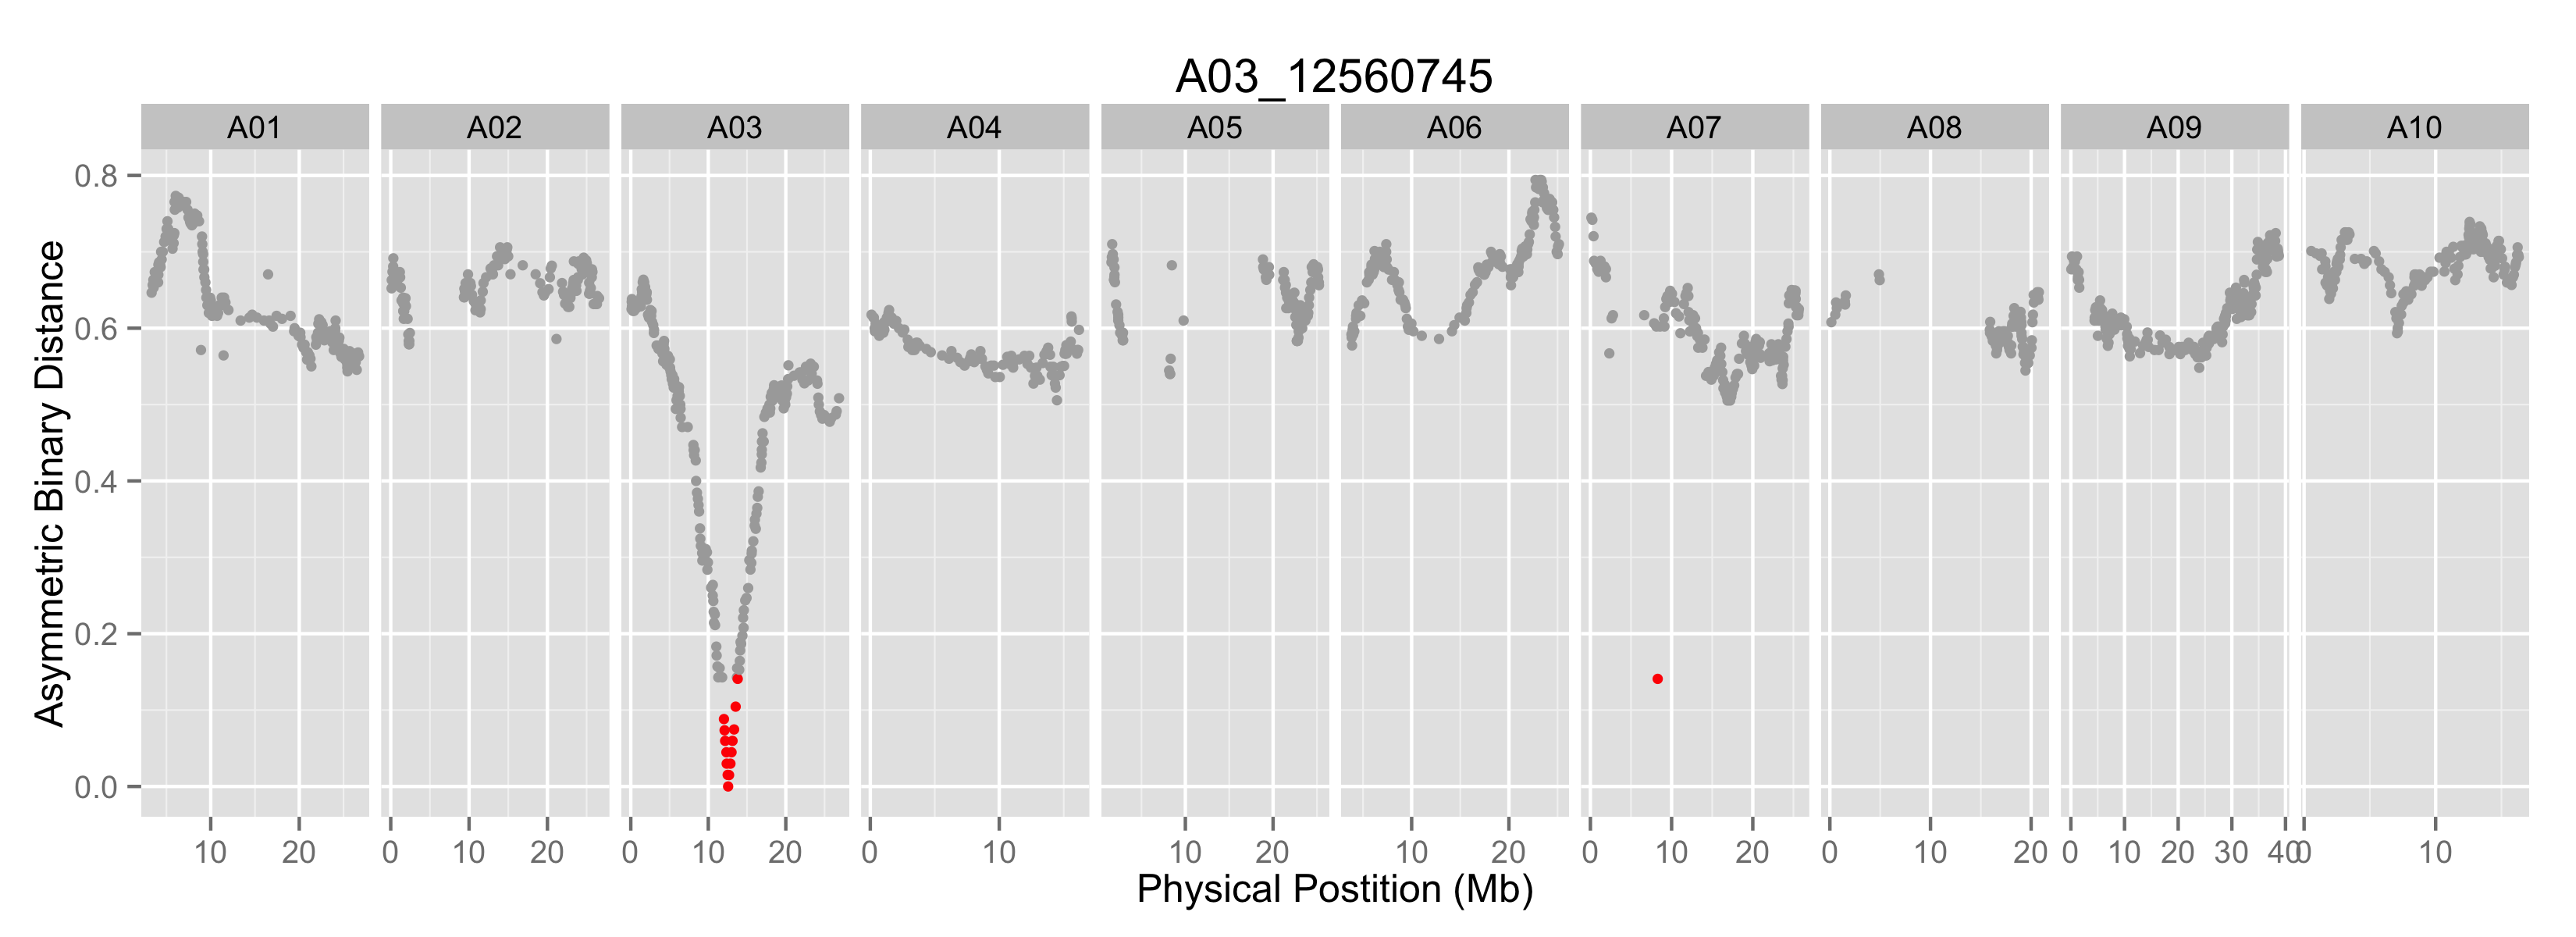 A03_12560745
A01 A02 A03 A04 A05 A06 A07 A08 A09 A10
Asymmetric Binary Distance
0.8
0.6
0.4
0.2
0.0
10 20 0 10 20 0 10 20 0 10 10 20 10 20 0 10 20 0 10 20 0 10 20 30 40 0 10
Physical Postition (Mb)